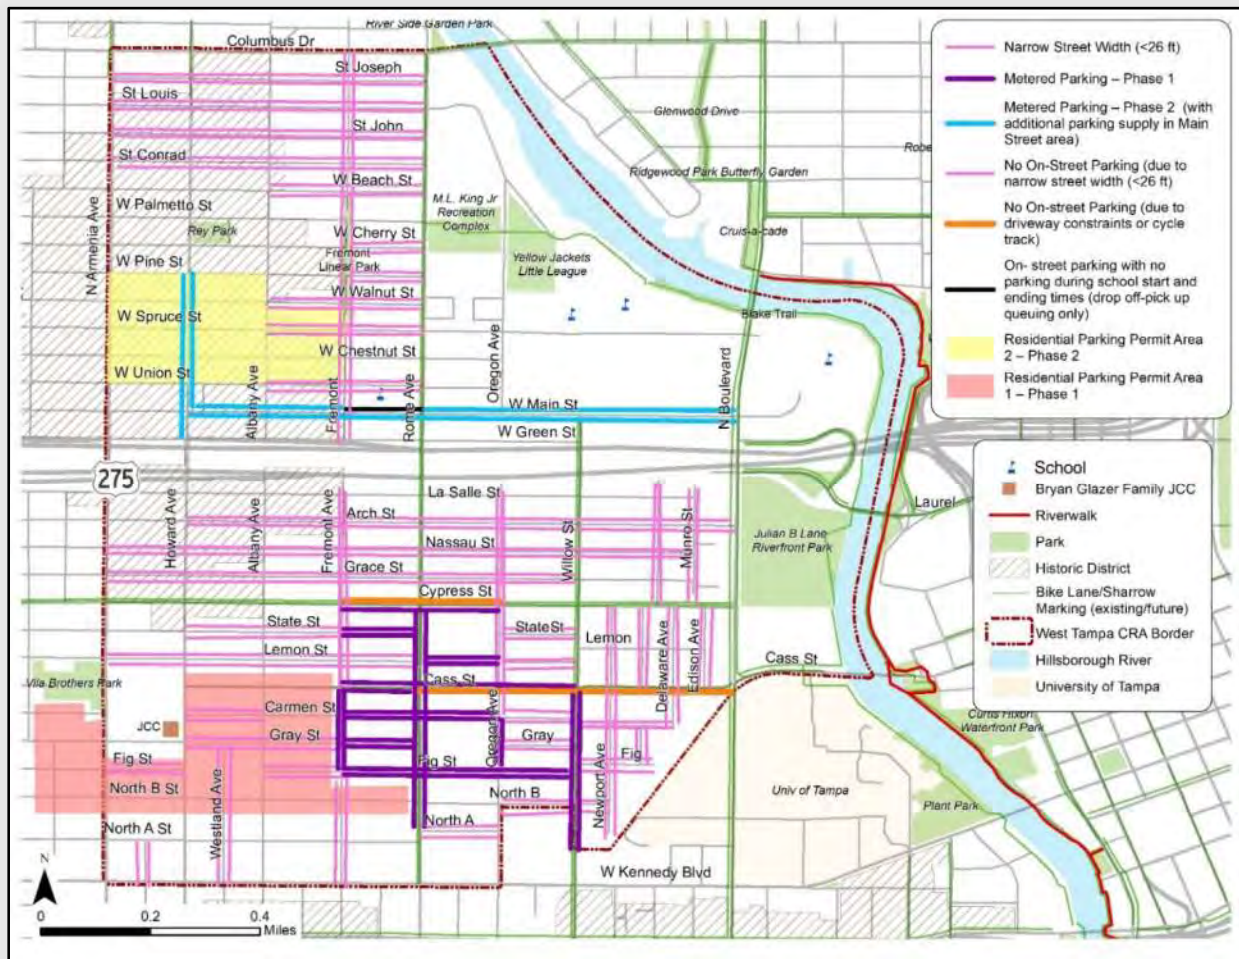 River Side Garden Park
Columbus Dr
St Joseph
St Louis
St John
St Conrad
W Beach St
W Palmetto St
Rey Park
W Cherry St
Fremont
Linear Park
W Pine St
W Walnut St
W Spruce St
W Chestnut St
W Union St
N Armenia Ave
Albany Ave
Fremont
Rome Ave
Oregon Ave
M.L. King Jr
Recreation
Complex
Yellow Jackets
Little League
Glenwood Drive
Ridgewood Park Butterfly Garden
Cruis-a-cade
Blake Trail
N Boulevard
W Main St
W Green St
275
Howard Ave
Albany Ave
Fremont Ave
La Salle St
Arch St
Nassau St
Grace St
Cypress St
Willow St
Munro St
Julian B Lane
Riverfront Park
Laurel
State St
State St
Lemon
Lemon St
Delaware Ave
Edison Ave
Cass St
Cass St
Vila Brothers Park
JCC
Carmen St
Gray St
Gray
Oregon Ave
Fig St
Fig St
Fig
North B St
North B
Newport Ave
North A St
North A
Westland Ave
W Kennedy Blvd
Univ of Tampa
Plant Park
Curtis Hixon
Waterfront Park
N
0
0.2
0.4
Miles
Narrow Street Width (<26 ft)
Metered Parking – Phase 1
Metered Parking – Phase 2 (with
additional parking supply in Main
Street area)
No On-Street Parking (due to
narrow street width (<26 ft)
No On-street Parking (due to
driveway constraints or cycle
track)
On- street parking with no
parking during school start and
ending times (drop off-pick up
queuing only)
Residential Parking Permit Area
2 – Phase 2
Residential Parking Permit Area
1 – Phase 1
School
Bryan Glazer Family JCC
Riverwalk
Park
Historic District
Bike Lane/Sharrow
Marking (existing/future)
West Tampa CRA Border
Hillsborough River
University of Tampa